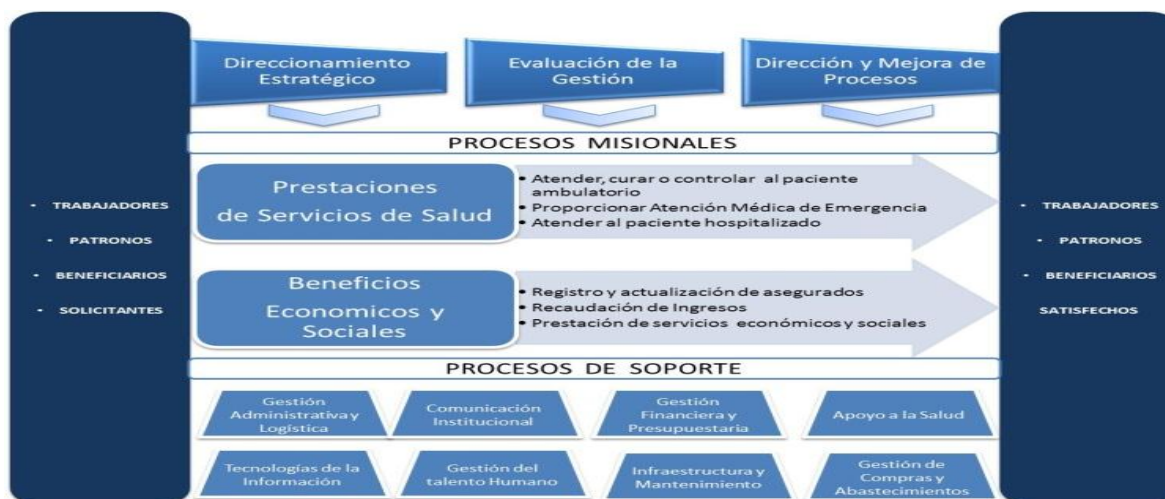 Direccionamiento
Estratégico
Evaluación de la
Gestión
Dirección y Mejora de
Procesos
PROCESOS MISIONALES
• TRABAJADORES
• PATRONOS
• BENEFICIARIOS
• SOLICITANTES
Prestaciones
de Servicios de Salud
• Atender, curar o controlar al paciente
ambulatorio
• Proporcionar Atención Médica de Emergencia
• Atender al paciente hospitalizado
Beneficios
Economicos y
Sociales
• Registro y actualización de asegurados
• Recaudación de Ingresos
• Prestación de servicios económicos y sociales
• TRABAJADORES
• PATRONOS
• BENEFICIARIOS
SATISFECHOS
PROCESOS DE SOPORTE
Gestión
Administrativa y
Logística
Comunicación
Institucional
Gestión
Financiera y
Presupuestaria
Apoyo a la Salud
Tecnologías de la
Información
Gestión del
talento Humano
Infraestructura y
Mantenimiento
Gestión de
Compras y
Abastecimientos